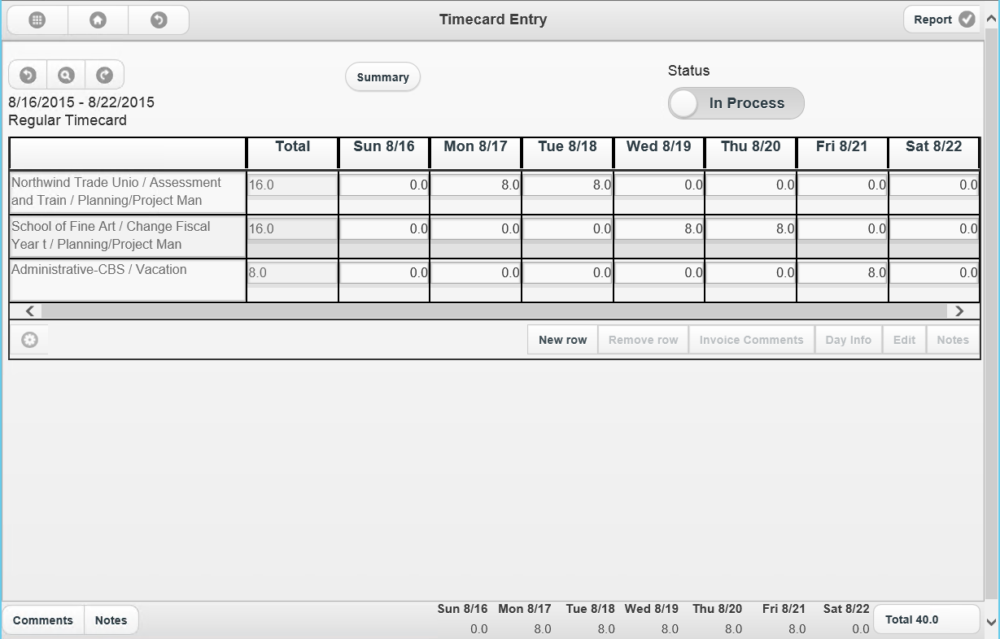 Timecard Entry
Report
Summary
Status
In Process
8/16/2015 - 8/22/2015
Regular Timecard
Total Sun 8/16 Mon 8/17 Tue 8/18 Wed 8/19 Thu 8/20 Fri 8/21 Sat 8/22
Northwind Trade Unio / Assessment
and Train / Planning/Project Man
16.0 0.0 8.0 8.0 0.0 0.0 0.0 0.0
School of Fine Art / Change Fiscal
Year t / Planning/Project Man
16.0 0.0 0.0 0.0 8.0 8.0 0.0 0.0
Administrative-CBS / Vacation
8.0 0.0 0.0 0.0 0.0 0.0 8.0 0.0
New row Remove row Invoice Comments Day Info Edit Notes
Comments Notes
Sun 8/16 Mon 8/17 Tue 8/18 Wed 8/19 Thu 8/20 Fri 8/21 Sat 8/22
0.0 8.0 8.0 8.0 8.0 8.0 0.0
Total 40.0